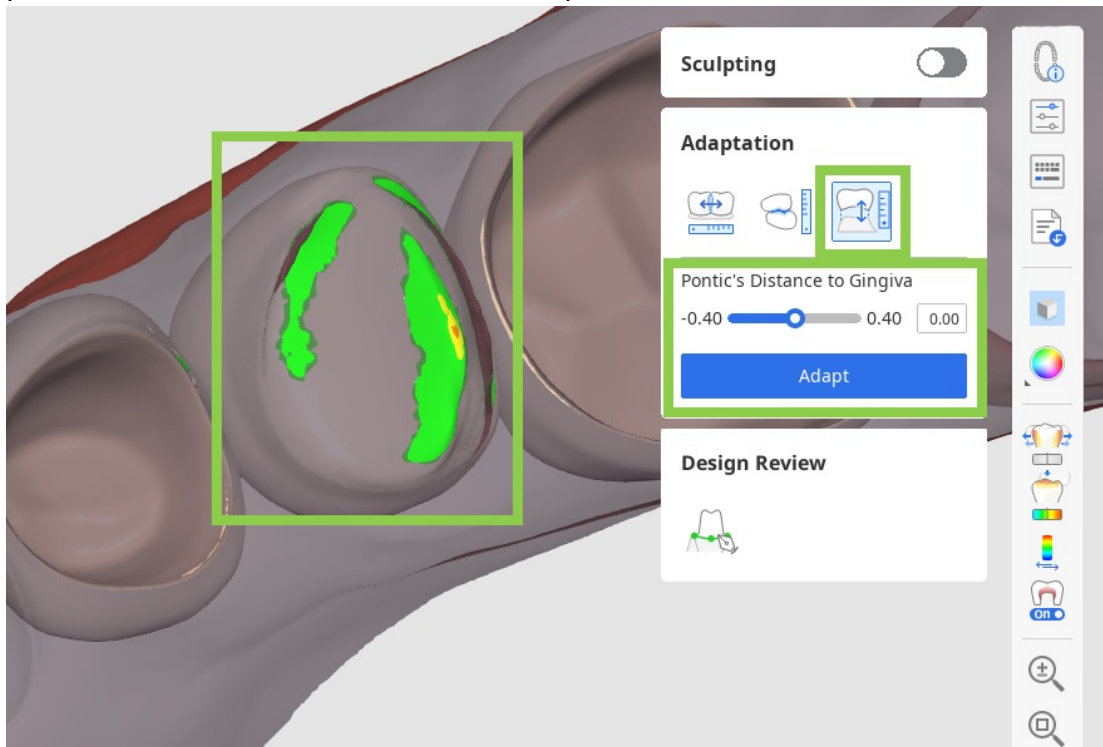 Sculpting
Adaptation
Pontic's Distance to Gingiva
-0.40 0.40 0.00
Adapt
Design Review
On